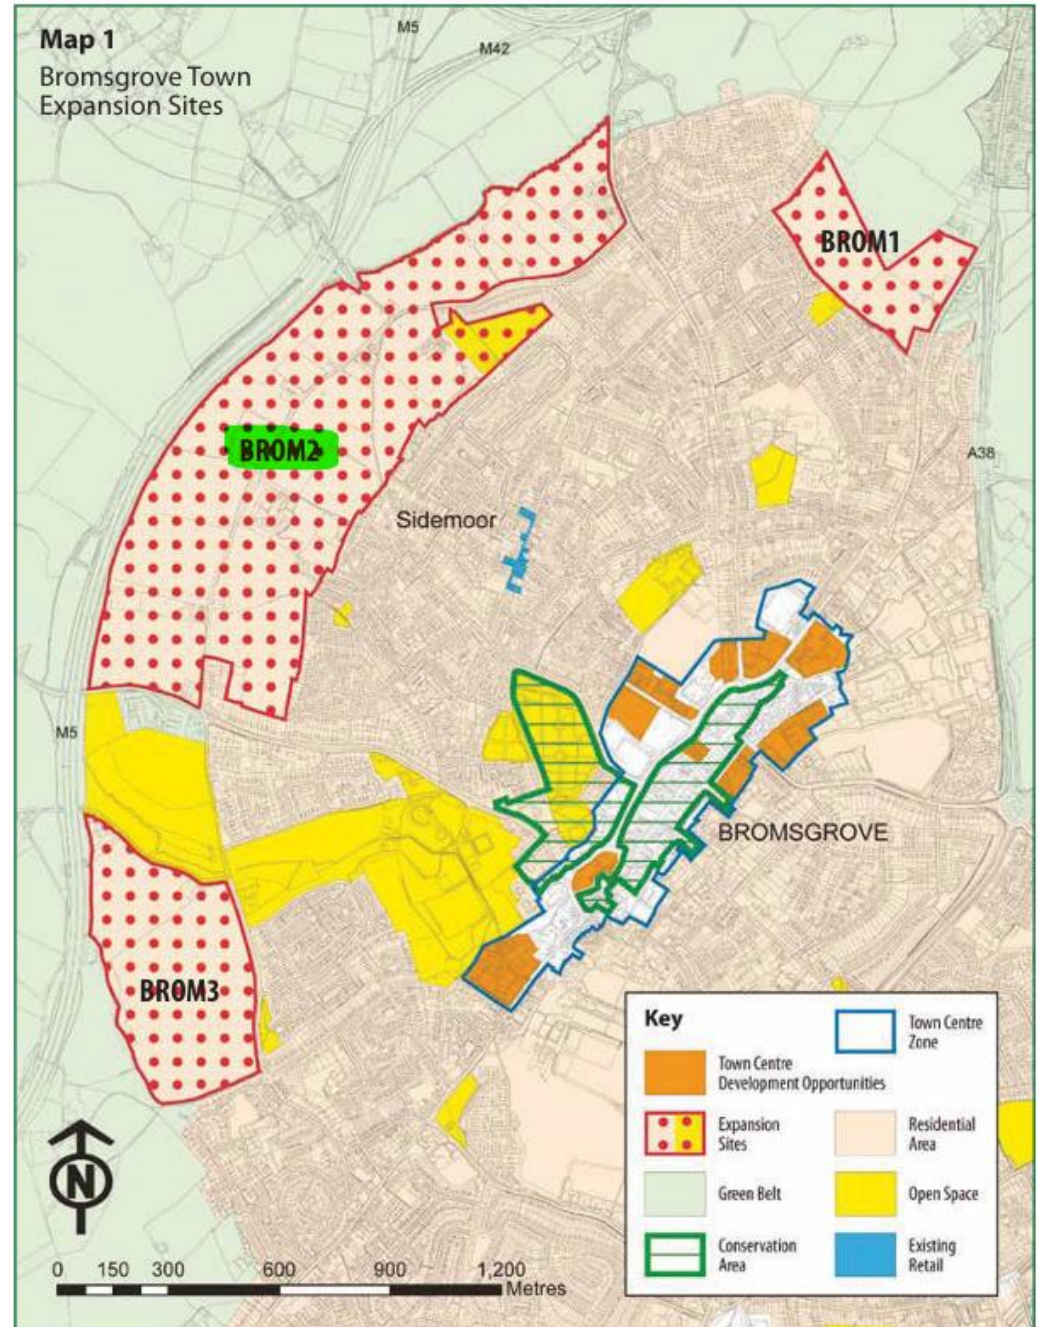 Map 1
Bromsgrove Town
Expansion Sites
M5
M42
BROM1
BROM2
A38
Sidemoor
M5
BROMSGROVE
BROM3
Key
Town Centre
Zone
Town Centre
Development Opportunities
Expansion
Sites
Residential
Area
Green Belt
Open Space
Conservation
Area
Existing
Retail
N
0 150 300 600 900 1,200
Metres